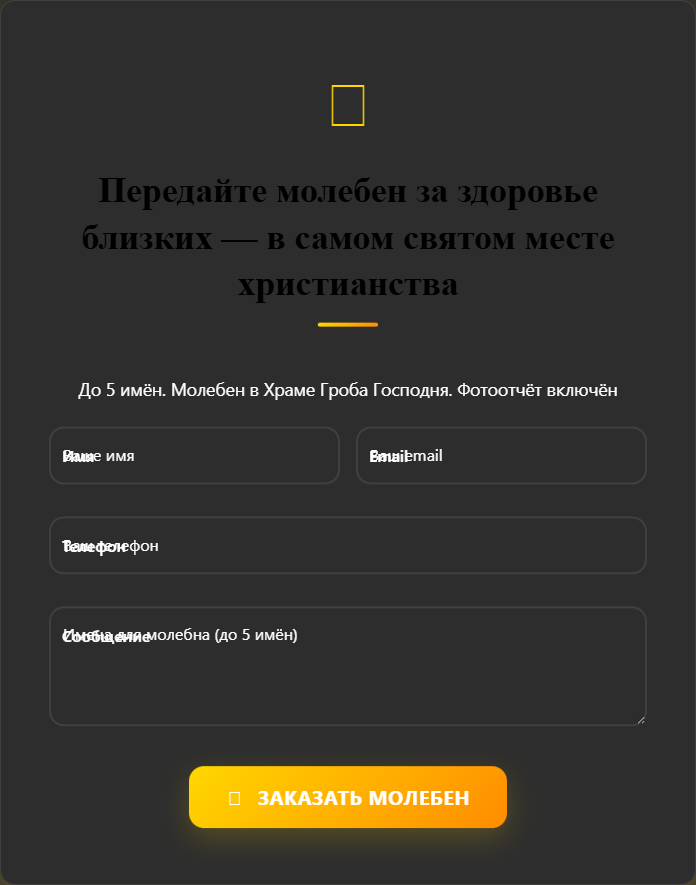 Передайте молебен за здоровье
близких — в самом святом месте
христианства
До 5 имён. Молебен в Храме Гроба Господня. Фотоотчёт включён
Имя
Ваше имя
Email
Ваш email
Телефон
Ваш телефон
Сообщение
Имена для молебна (до 5 имён)
ЗАКАЗАТЬ МОЛЕБЕН